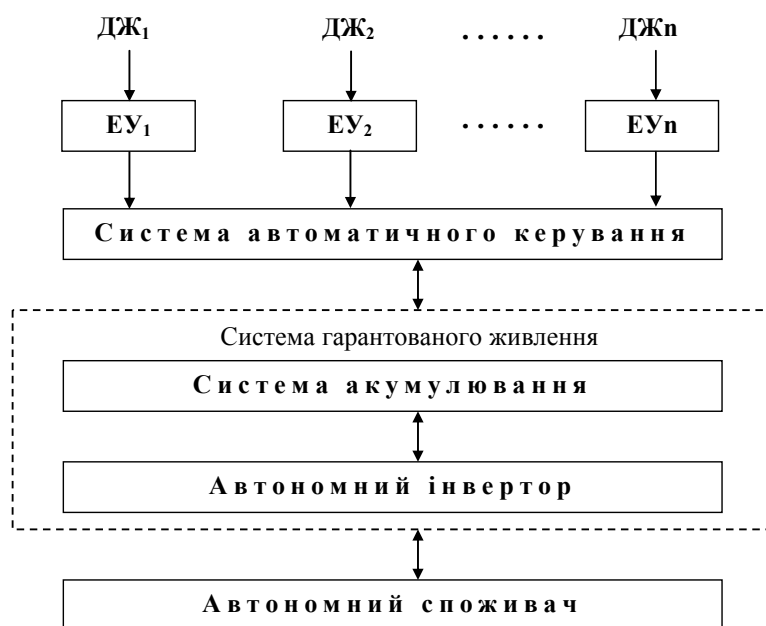 ДЖ₁ ДЖ₂ . . . . . . ДЖn
ЕУ₁ ЕУ₂ . . . . . . ЕУn
Система автоматичного керування
Система гарантованого живлення
Система акумулювання
Автономний інвертор
Автономний споживач